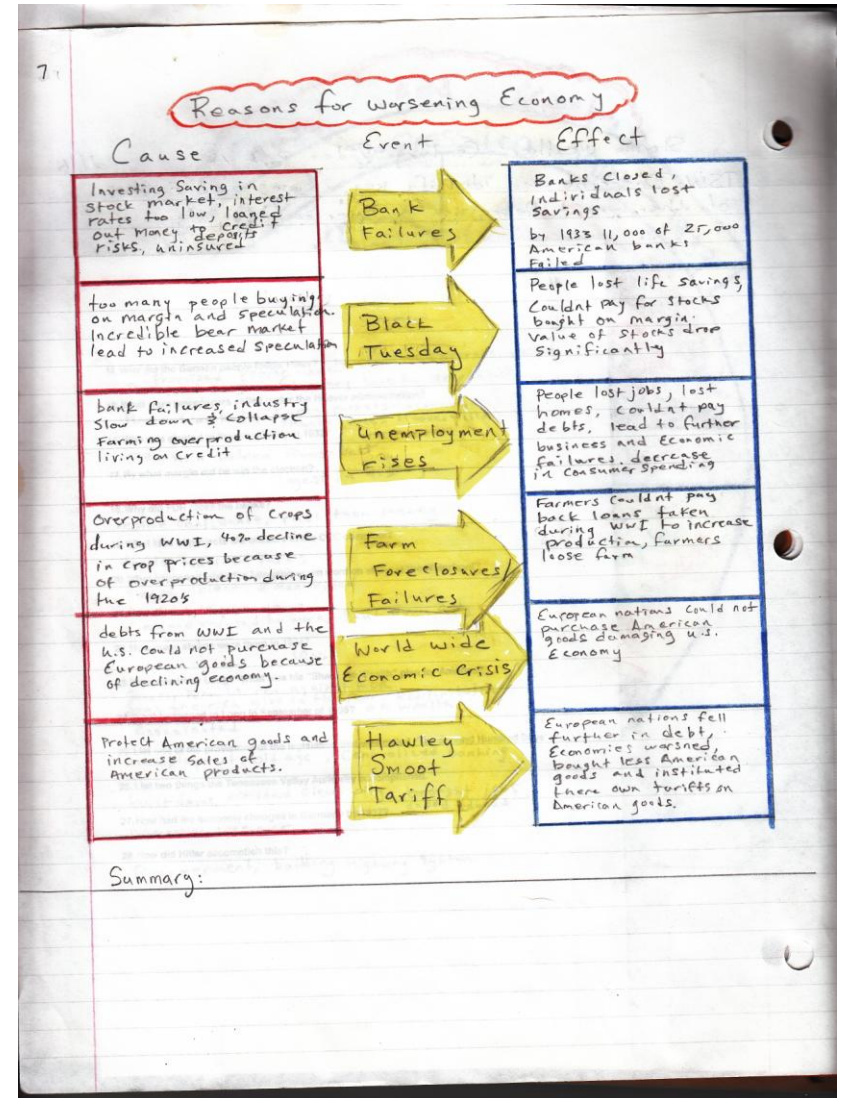 7.
Reasons for Worsening Economy
Cause
Event
Effect
Investing Saving in
stock market, interest
rates too low, loaned
out money to credit
risks, uninsured deposits
Bank
Failures
Banks Closed,
individuals lost
savings
by 1933 11,000 of 25,000
American banks
Failed
too many people buying
on margin and speculation.
Incredible bear market
lead to increased speculation
Black
Tuesday
People lost life savings,
Couldnt pay for stocks
bought on margin.
Value of stocks drop
Significantly
bank failures, industry
Slow down & collapse
Farming overproduction
living on credit
Unemployment
rises
People lost jobs, lost
homes, couldnt pay
debts, lead to further
business and Economic
failures. decrease
in consumer spending
Overproduction of crops
during WWI, 40% decline
in crop prices because
of overproduction during
the 1920's
Farm
Foreclosures/
Failures
Farmers couldnt pay
back loans taken
during WWI to increase
production, farmers
loose farm
debts from WWI and the
U.S. could not purchase
European goods because
of declining economy.
World wide
Economic Crisis
European nations could not
purchase American
goods damaging U.S.
Economy
Protect American goods and
increase sales of
American products.
Hawley
Smoot
Tariff
European nations fell
further in debt,
Economies worsned,
bought less American
goods and instituted
there own tariffs on
American goods.
Summary: